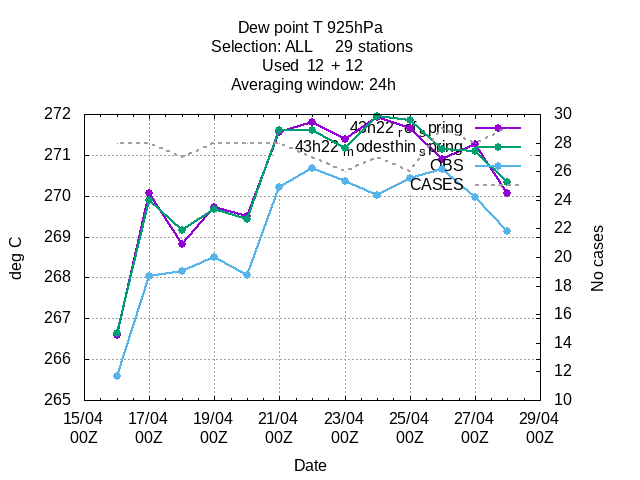 Dew point T 925hPa
Selection: ALL 29 stations
Used 12 + 12
Averaging window: 24h
272
271
270
269
268
267
266
265
30
28
26
24
22
20
18
16
14
12
10
deg C
No cases
43h22_ref_spring
43h22_modesthin_spring
OBS
CASES
15/04 17/04 19/04 21/04 23/04 25/04 27/04 29/04
00Z 00Z 00Z 00Z 00Z 00Z 00Z 00Z
Date